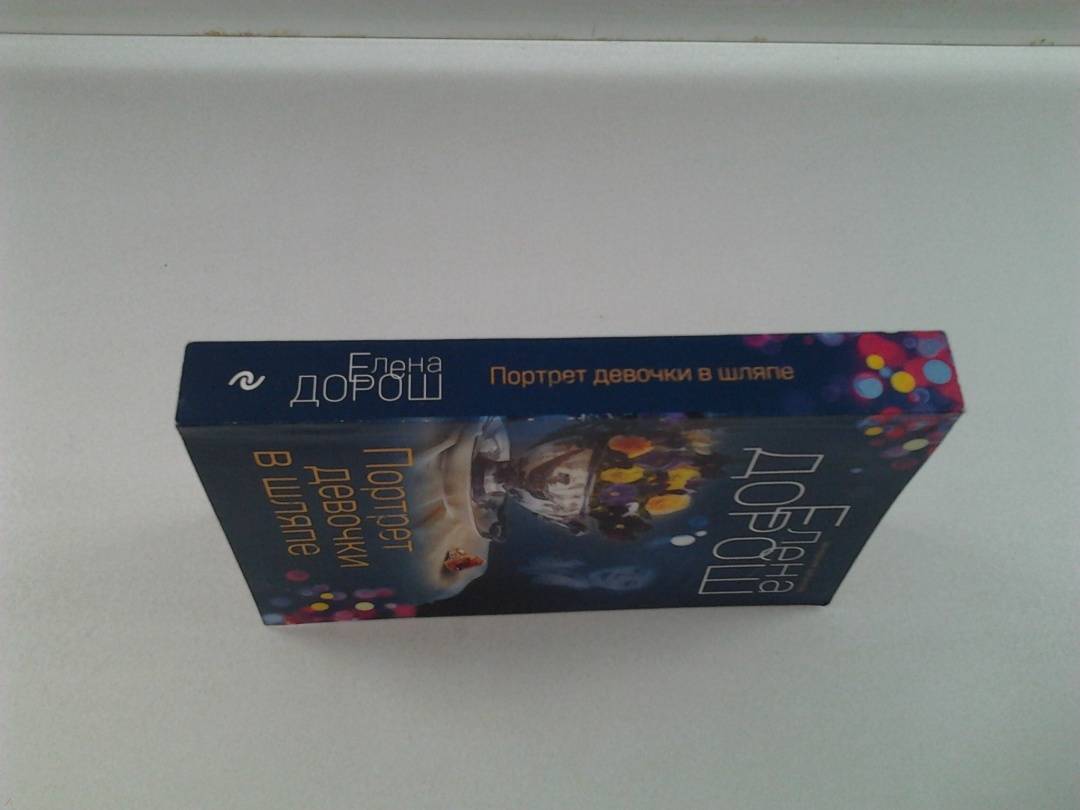 Елена
ДОРОШ
Портрет девочки в шляпе
Елена
ДОРОШ
Портрет
девочки
в шляпе